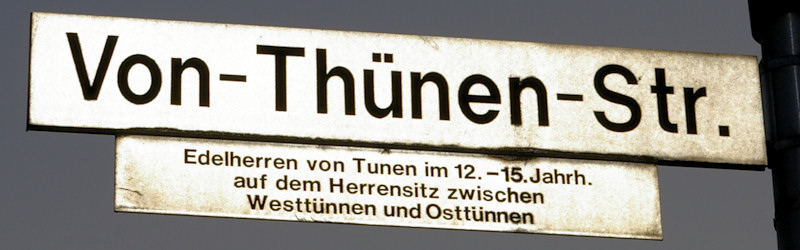 Von-Thünen-Str.
Edelherren von Tunen im 12.-15.Jahrh.
auf dem Herrensitz zwischen
Westtünnen und Osttünnen